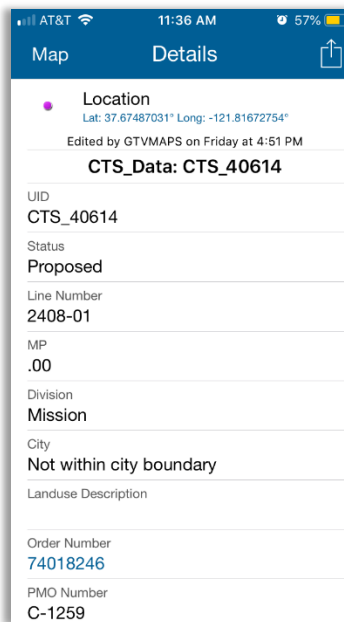 AT&T 11:36 AM 57%
Map Details
Location
Lat: 37.67487031° Long: -121.81672754°
Edited by GTVMAPS on Friday at 4:51 PM
CTS_Data: CTS_40614
UID
CTS_40614
Status
Proposed
Line Number
2408-01
MP
.00
Division
Mission
City
Not within city boundary
Landuse Description
Order Number
74018246
PMO Number
C-1259